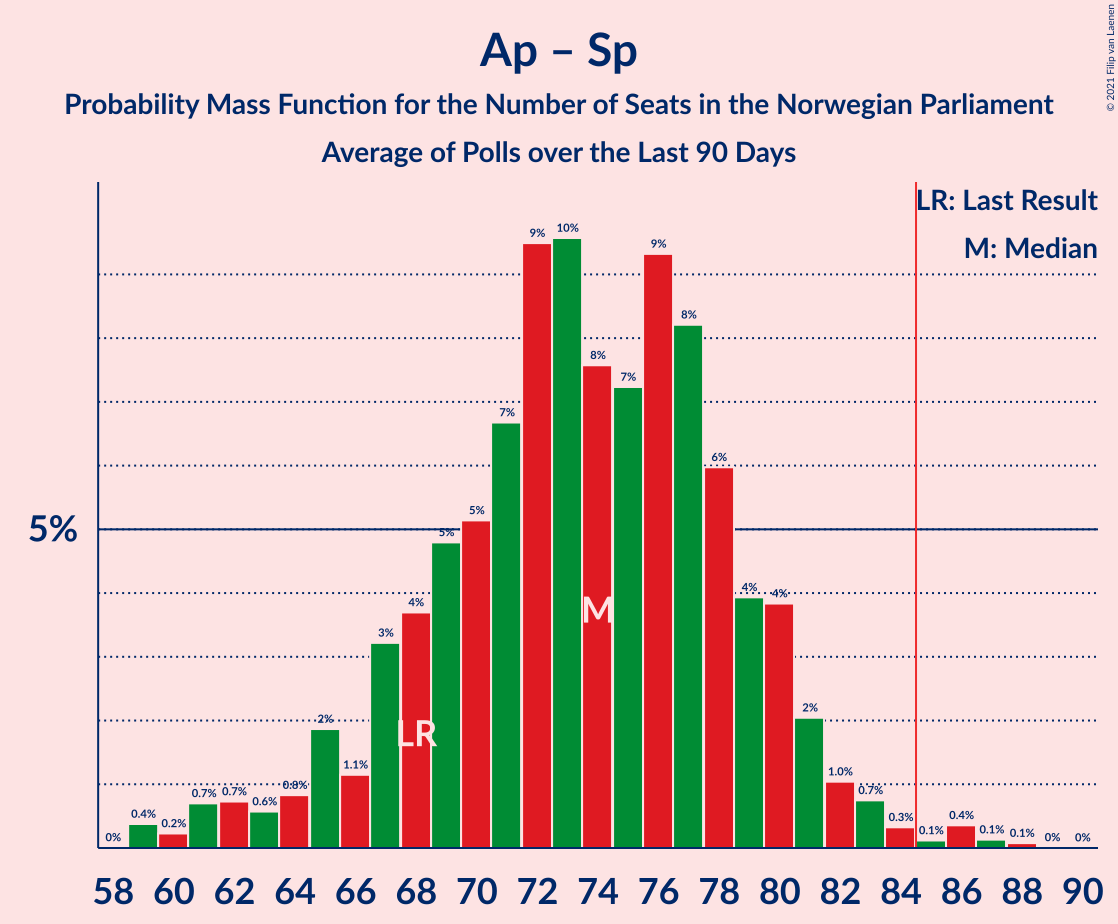 Ap – Sp
Probability Mass Function for the Number of Seats in the Norwegian Parliament
Average of Polls over the Last 90 Days
© 2021 Filip van Laenen
LR: Last Result
M: Median
5%
0% 0.4% 0.2% 0.7% 0.7% 0.6% 0.8% 2% 1.1% 3% 4% 5% 5% 7% 9% 10% 8% 7% 9% 8% 6% 4% 4% 2% 1.0% 0.7% 0.3% 0.1% 0.4% 0.1% 0.1% 0% 0%
M
LR
58 60 62 64 66 68 70 72 74 76 78 80 82 84 86 88 90